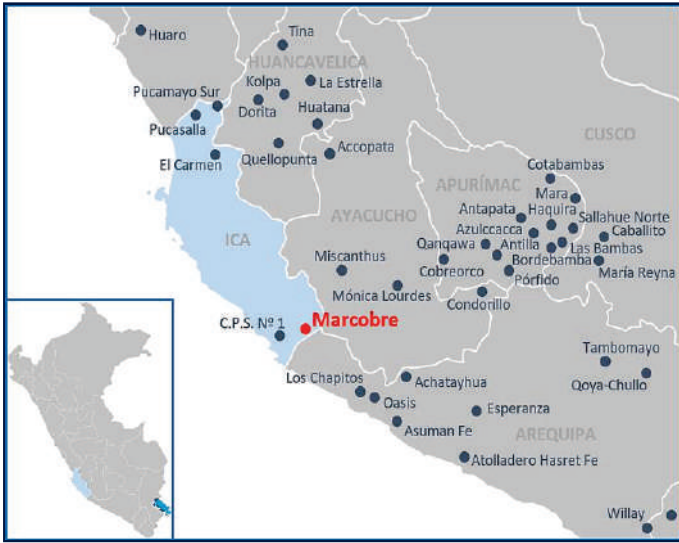 Huaro
Tina
HUANCAVELICA
Kolpa
La Estrella
Pucamayo Sur
Dorita
Huatana
Pucasalla
CUSCO
El Carmen
Quellopunta
Accopata
Cotabambas
APURÍMAC
Mara
Antapata
Haquira
Sallahue Norte
AYACUCHO
Azulccacca
Caballito
ICA
Qanqawa
Antilla
Las Bambas
Miscanthus
Bordebamba
Cobreorco
María Reyna
Mónica Lourdes
Pórfido
Condorillo
C.P.S. Nº 1
Marcobre
Tambomayo
Los Chapitos
Achatayhua
Qoya-Chullo
Oasis
Esperanza
Asuman Fe
AREQUIPA
Atolladero Hasret Fe
Willay